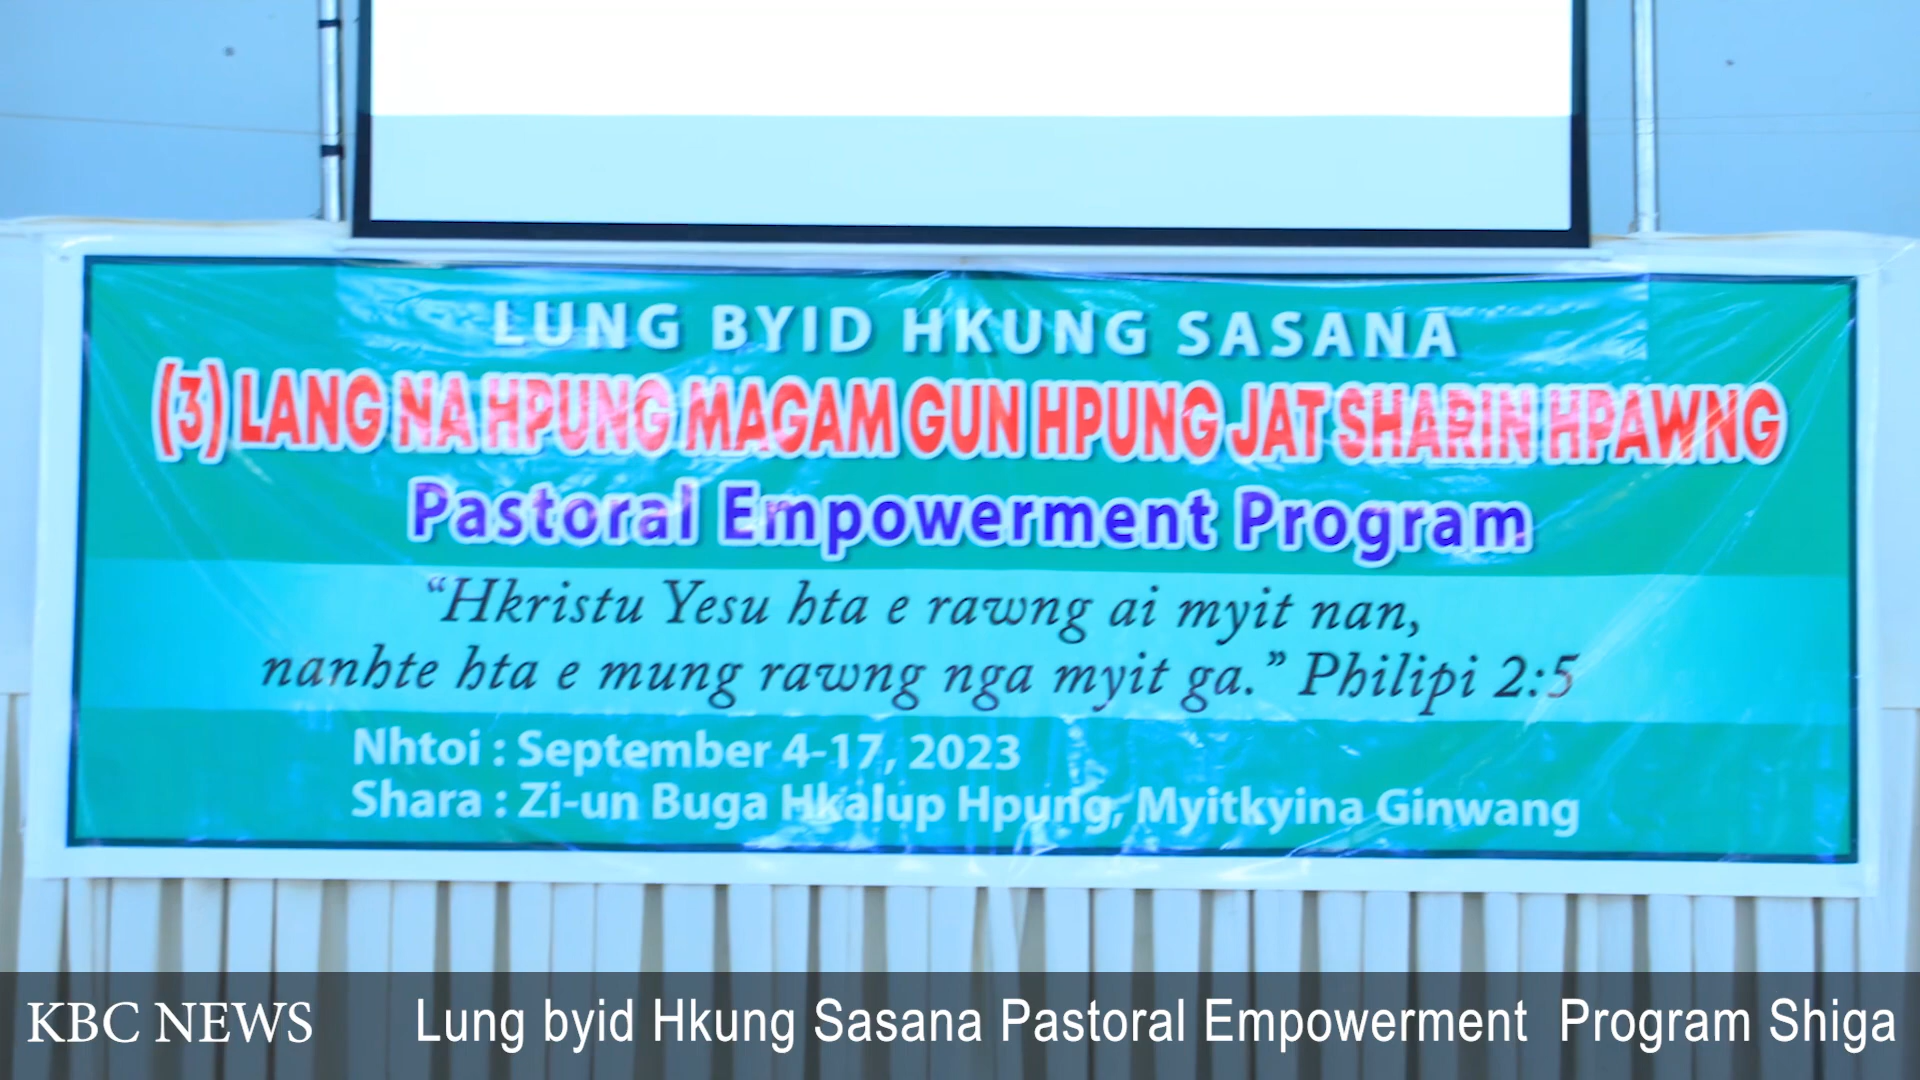 LUNG BYID HKUNG SASANA
(3) LANG NA HPUNG MAGAM GUN HPUNG JAT SHARIN HPAWNG
Pastoral Empowerment Program
“Hkristu Yesu hta e rawng ai myit nan,
nanhte hta e mung rawng nga myit ga.” Philipi 2:5
Nhtoi : September 4-17, 2023
Shara : Zi-un Buga Hkalup Hpung, Myitkyina Ginwang
KBC NEWS Lung byid Hkung Sasana Pastoral Empowerment Program Shiga